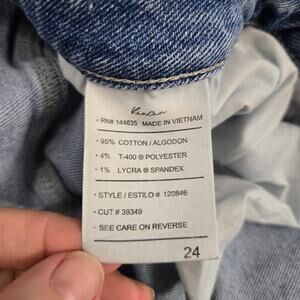 · RN# 144635 MADE IN VIETNAM
· 95% COTTON / ALGODON
· 4% T-400 ® POLYESTER
· 1% LYCRA ® SPANDEX
· STYLE / ESTILO # 120846
· CUT # 39349
· SEE CARE ON REVERSE
24